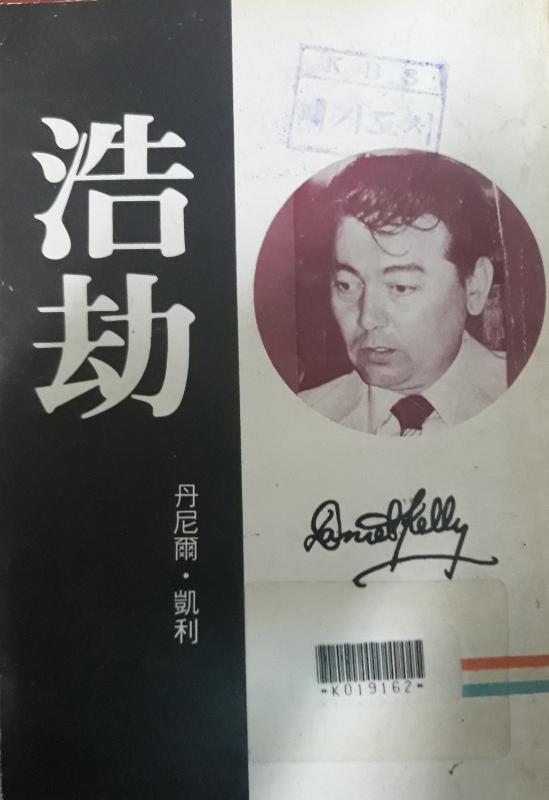 浩劫
丹尼爾・凱利
KBS
폐기도서
Daniel Kelly
*K019162*